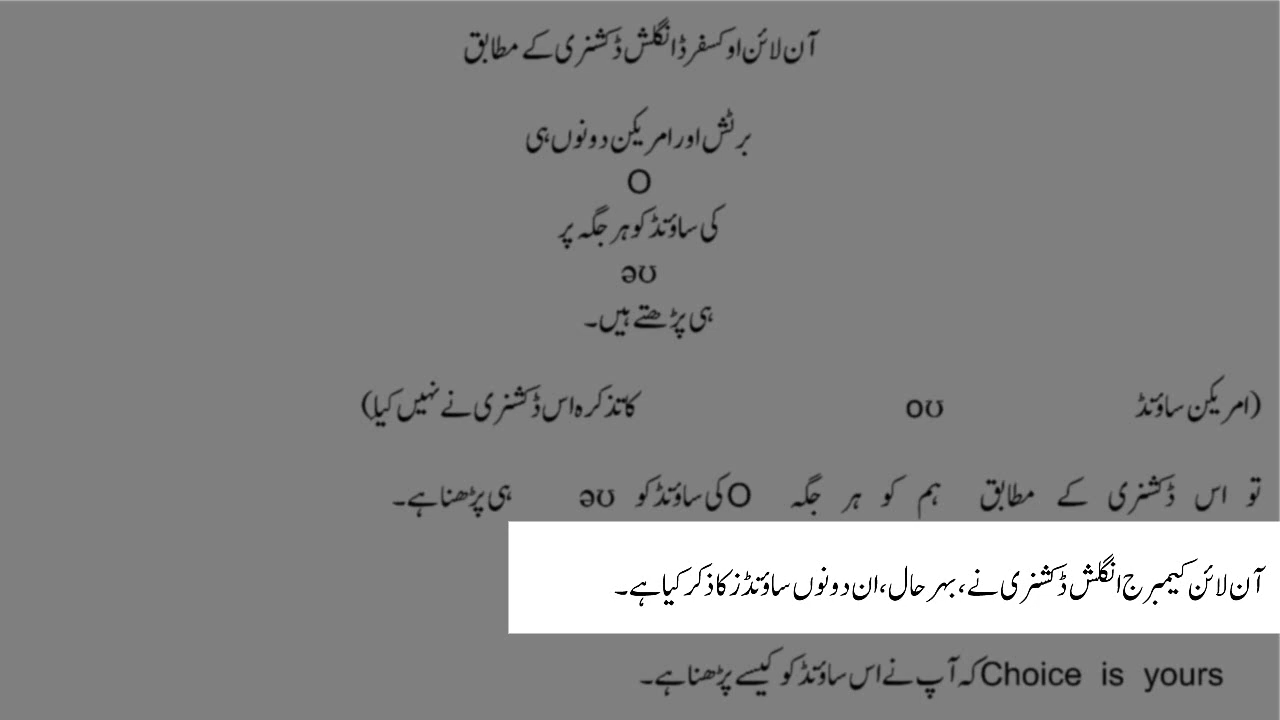 آن لائن اوکسفرڈ انگلش ڈکشنری کے مطابق
برٹش اور امریکن دونوں ہی
O
کی ساؤنڈ کو ہر جگہ پر
əʊ
ہی پڑھتے ہیں۔
(امریکن ساؤنڈ oʊ کا تذکرہ اس ڈکشنری نے نہیں کیا)
تو اس ڈکشنری کے مطابق ہم کو ہر جگہ O کی ساؤنڈ کو əʊ ہی پڑھنا ہے۔
آن لائن کیمبرج انگلش ڈکشنری نے، بہر حال، ان دونوں ساؤنڈز کا ذکر کیا ہے۔
Choice is yours کہ آپ نے اس ساؤنڈ کو کیسے پڑھنا ہے۔